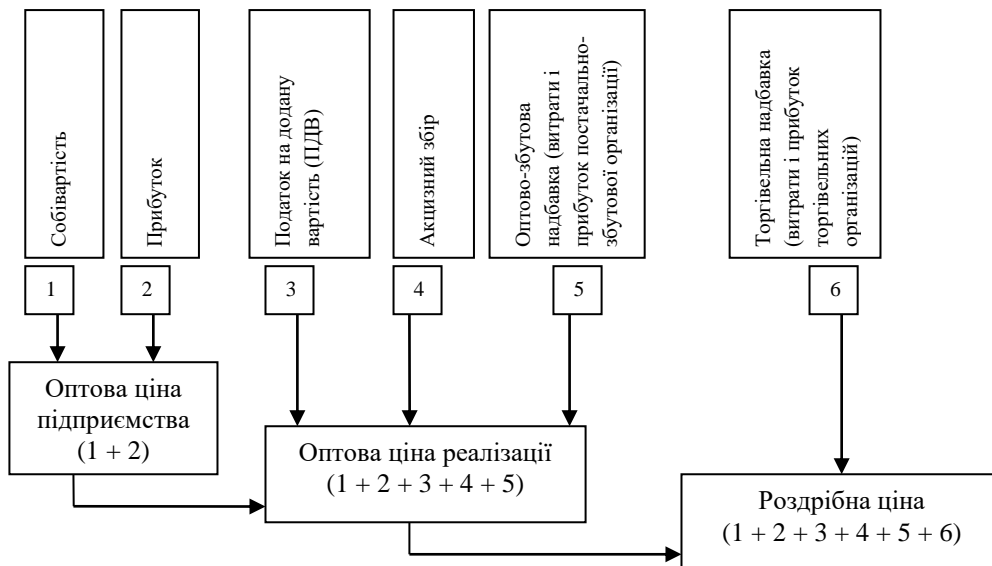 Собівартість
Прибуток
Податок на додану
вартість (ПДВ)
Акцизний збір
Оптово-збутова
надбавка (витрати і
прибуток постачально-
збутової організації)
Торгівельна надбавка
(витрати і прибуток
торгівельних
організацій)
1
2
3
4
5
6
Оптова ціна
підприємства
(1 + 2)
Оптова ціна реалізації
(1 + 2 + 3 + 4 + 5)
Роздрібна ціна
(1 + 2 + 3 + 4 + 5 + 6)